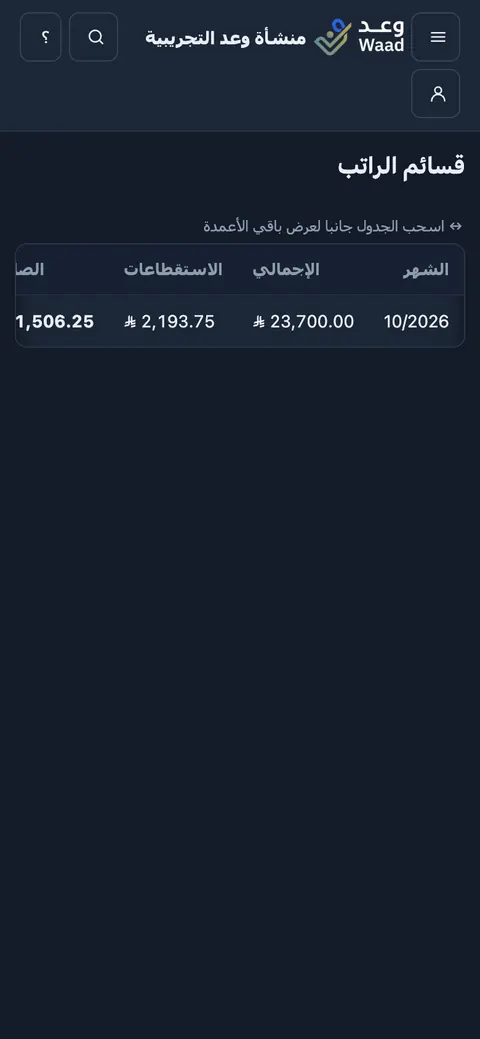 وعـد
Waad
منشأة وعد التجريبية
؟
قسائم الراتب
↔ اسحب الجدول جانبا لعرض باقي الأعمدة
الشهر الإجمالي الاستقطاعات
10/2026 23,700.00 ⃁ 2,193.75 ⃁ 1,506.25